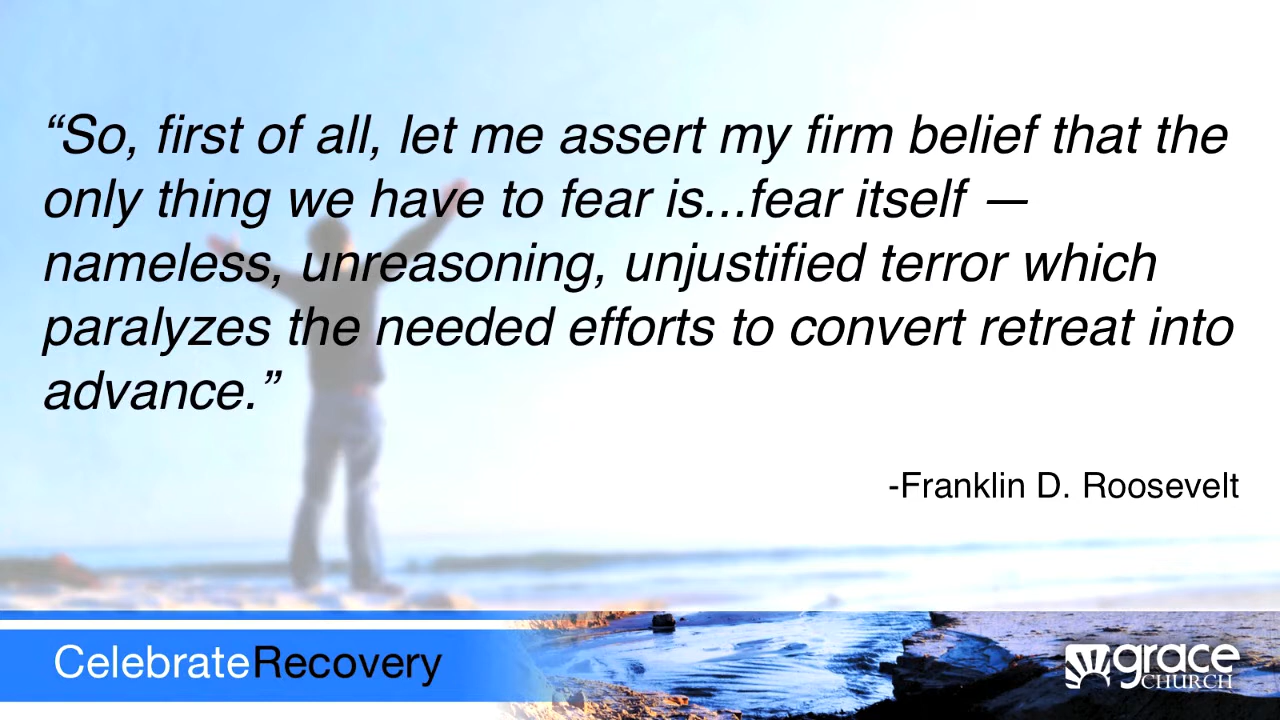 “So, first of all, let me assert my firm belief that the
only thing we have to fear is...fear itself —
nameless, unreasoning, unjustified terror which
paralyzes the needed efforts to convert retreat into
advance.”
-Franklin D. Roosevelt
CelebrateRecovery
grace
CHURCH